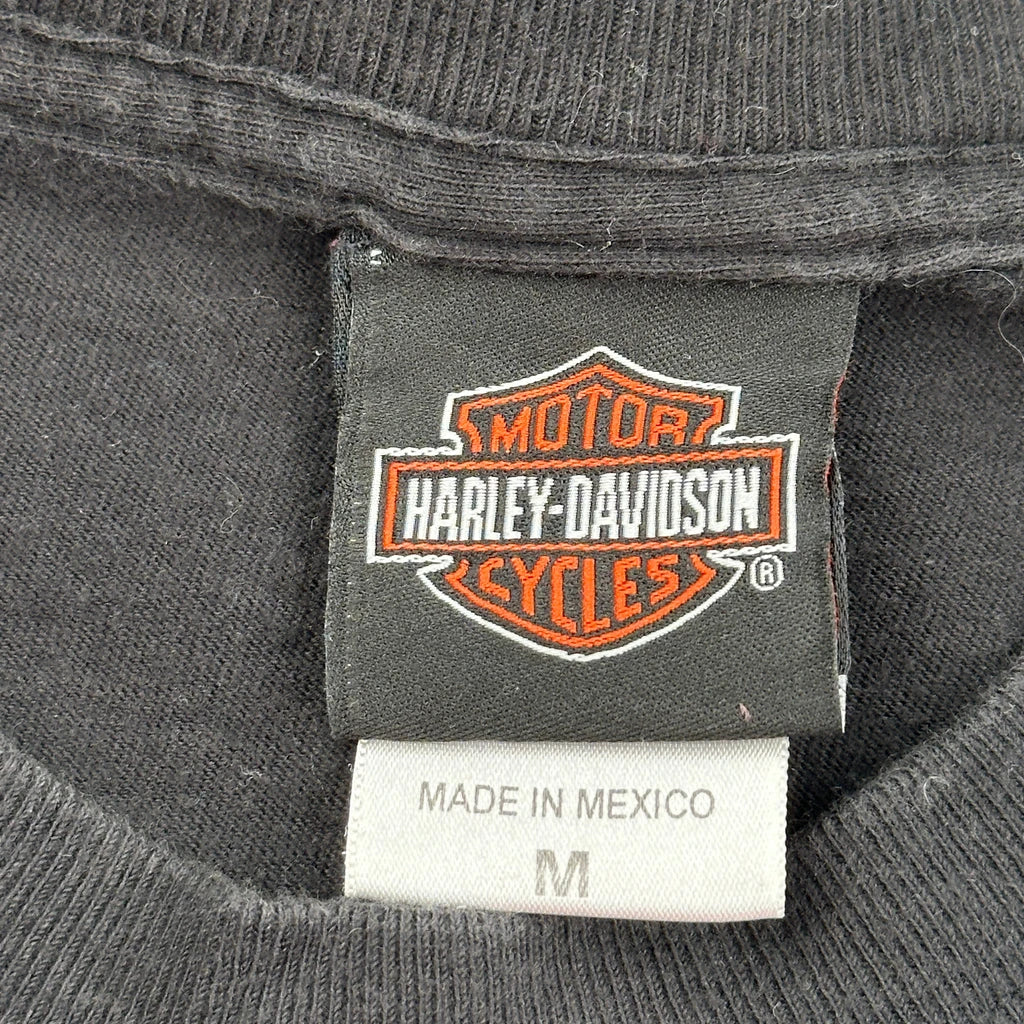 MOTOR
HARLEY-DAVIDSON
CYCLES
®
MADE IN MEXICO
M